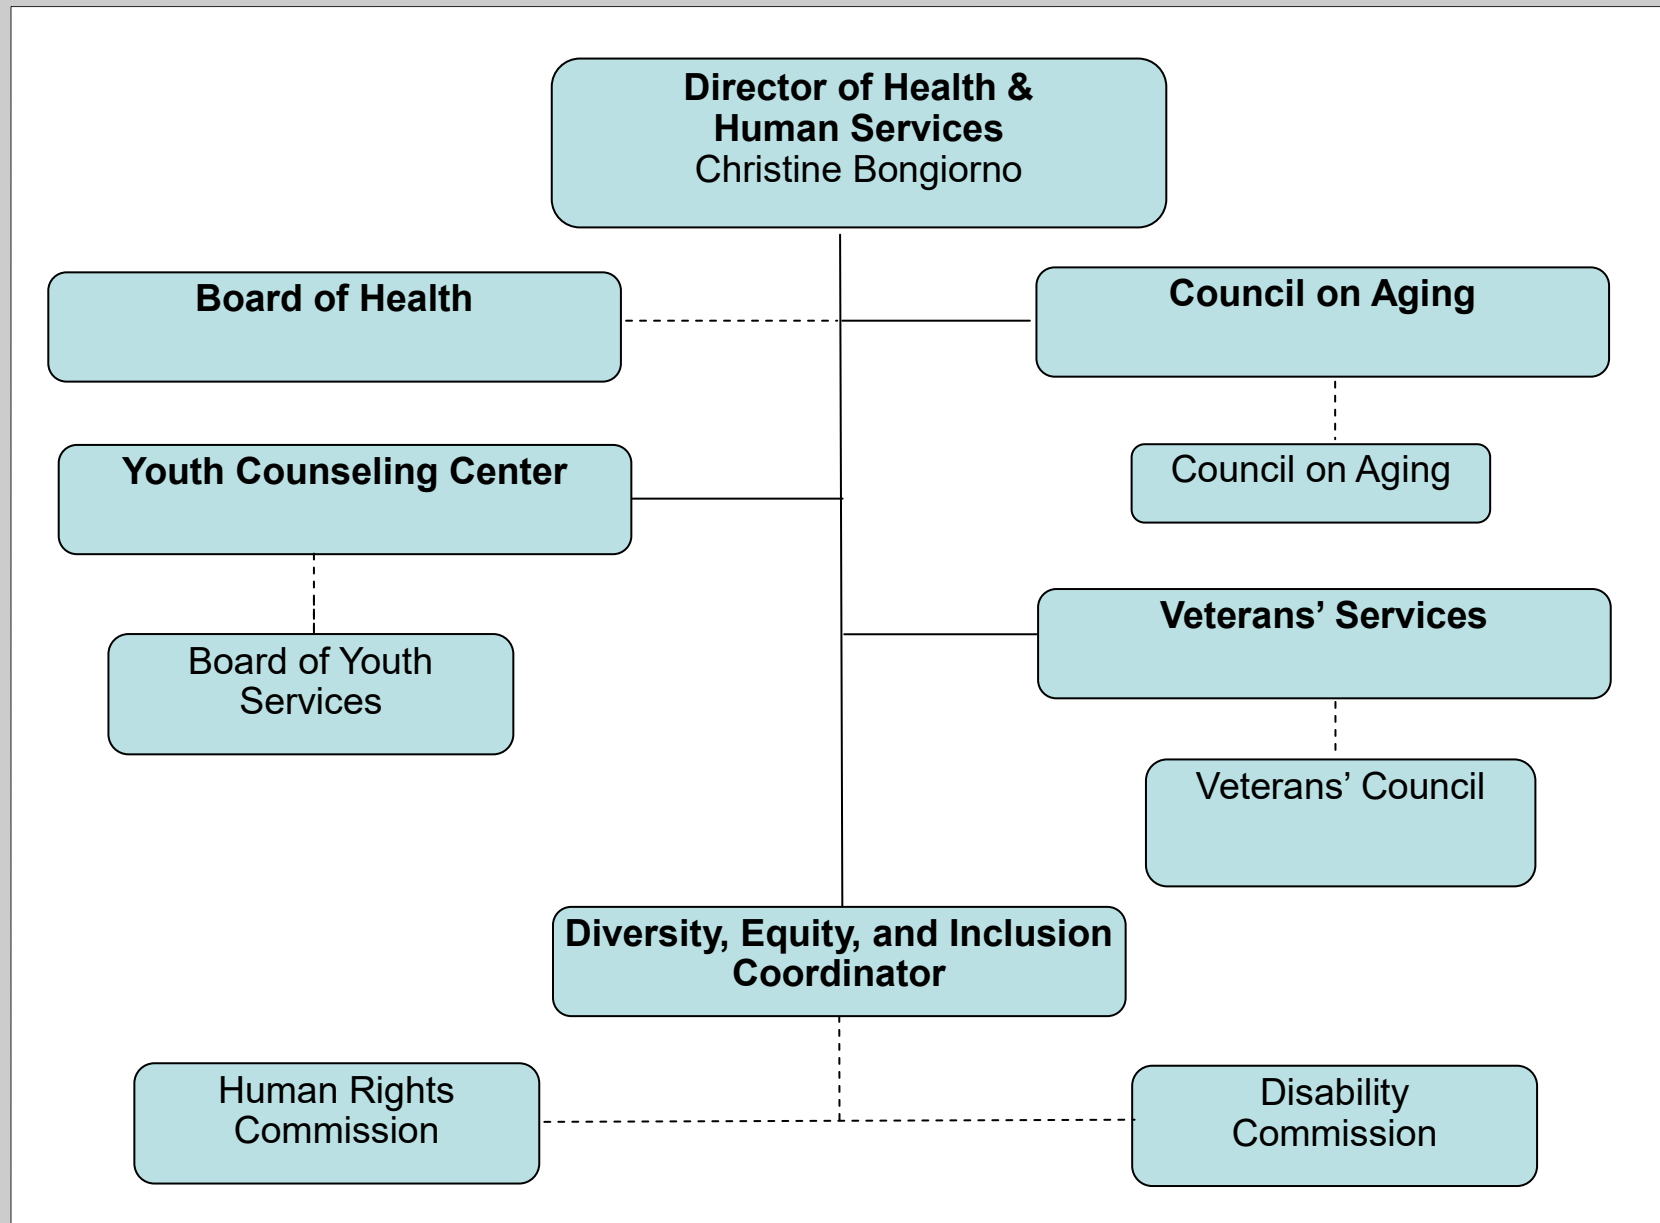 Director of Health &
Human Services
Christine Bongiorno
Board of Health
Council on Aging
Youth Counseling Center
Council on Aging
Veterans’ Services
Board of Youth
Services
Veterans’ Council
Diversity, Equity, and Inclusion
Coordinator
Human Rights
Commission
Disability
Commission